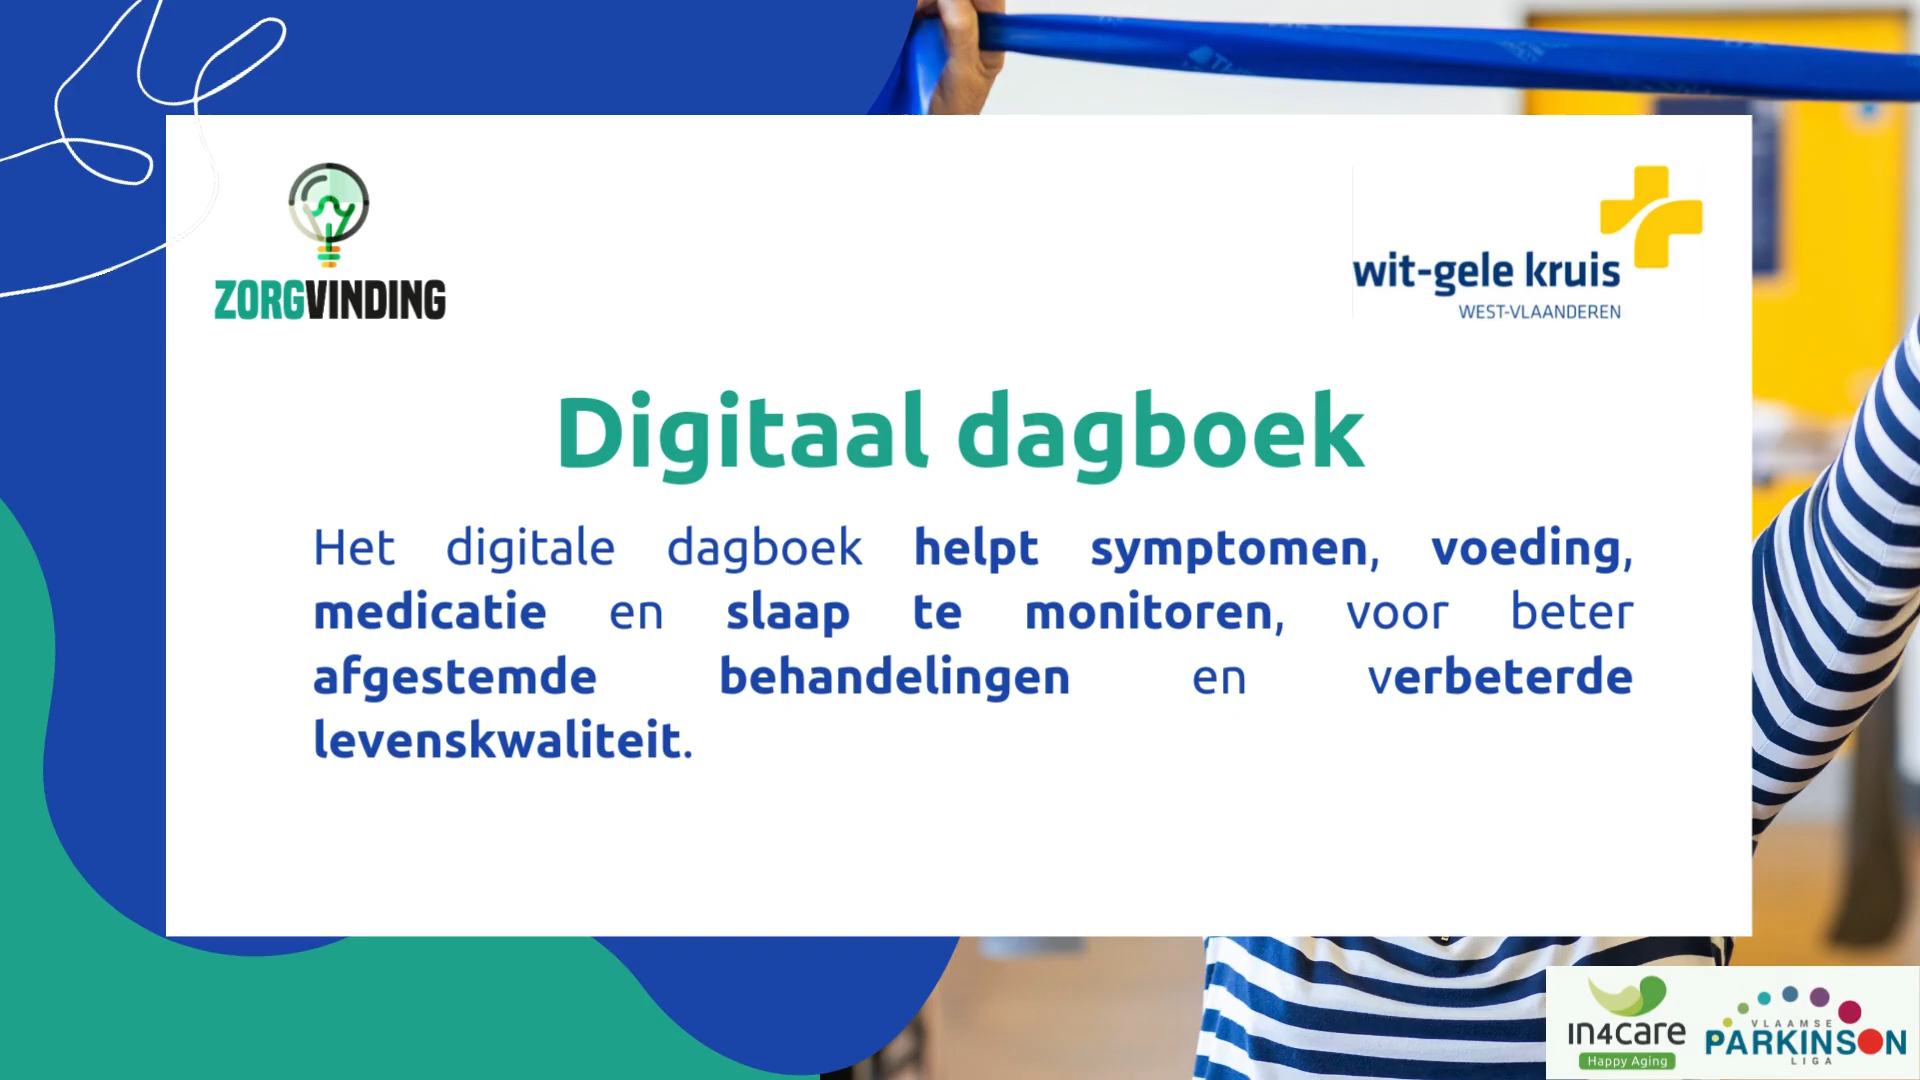 ZORGVINDING
wit-gele kruis
WEST-VLAANDEREN
Digitaal dagboek
Het digitale dagboek helpt symptomen, voeding,
medicatie en slaap te monitoren, voor beter
afgestemde behandelingen en verbeterde
levenskwaliteit.
in4care
Happy Aging
VLAAMSE
PARKINSON
LIGA